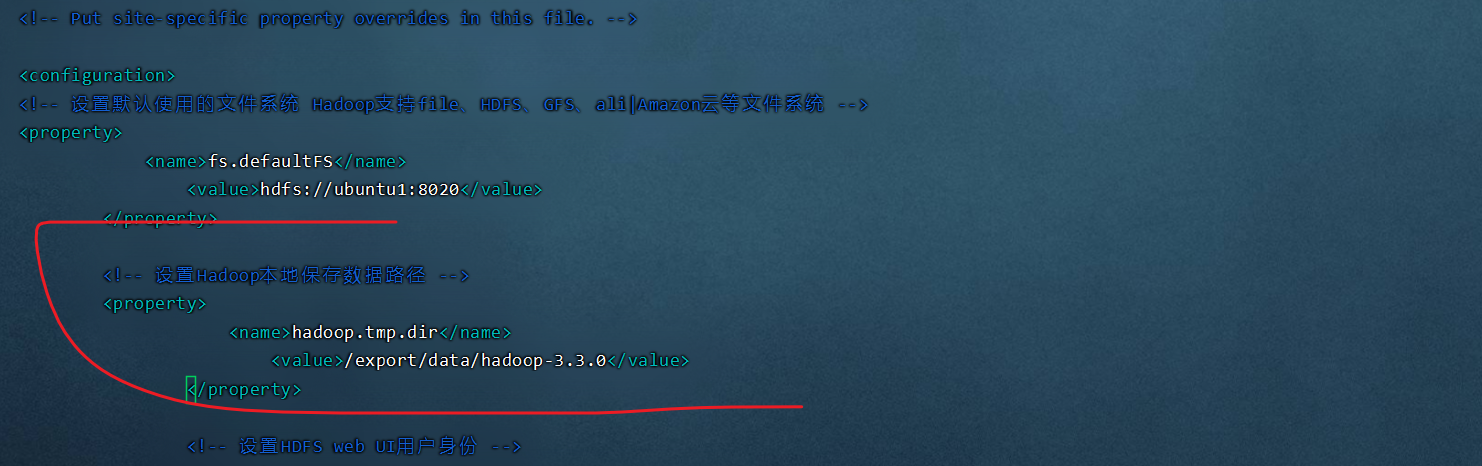 <!-- Put site-specific property overrides in this file. -->
<configuration>
<!-- 设置默认使用的文件系统 Hadoop支持file、HDFS、GFS、ali|Amazon云等文件系统 -->
<property>
<name>fs.defaultFS</name>
<value>hdfs://ubuntu1:8020</value>
</property>
<!-- 设置Hadoop本地保存数据路径 -->
<property>
<name>hadoop.tmp.dir</name>
<value>/export/data/hadoop-3.3.0</value>
</property>
<!-- 设置HDFS web UI用户身份 -->